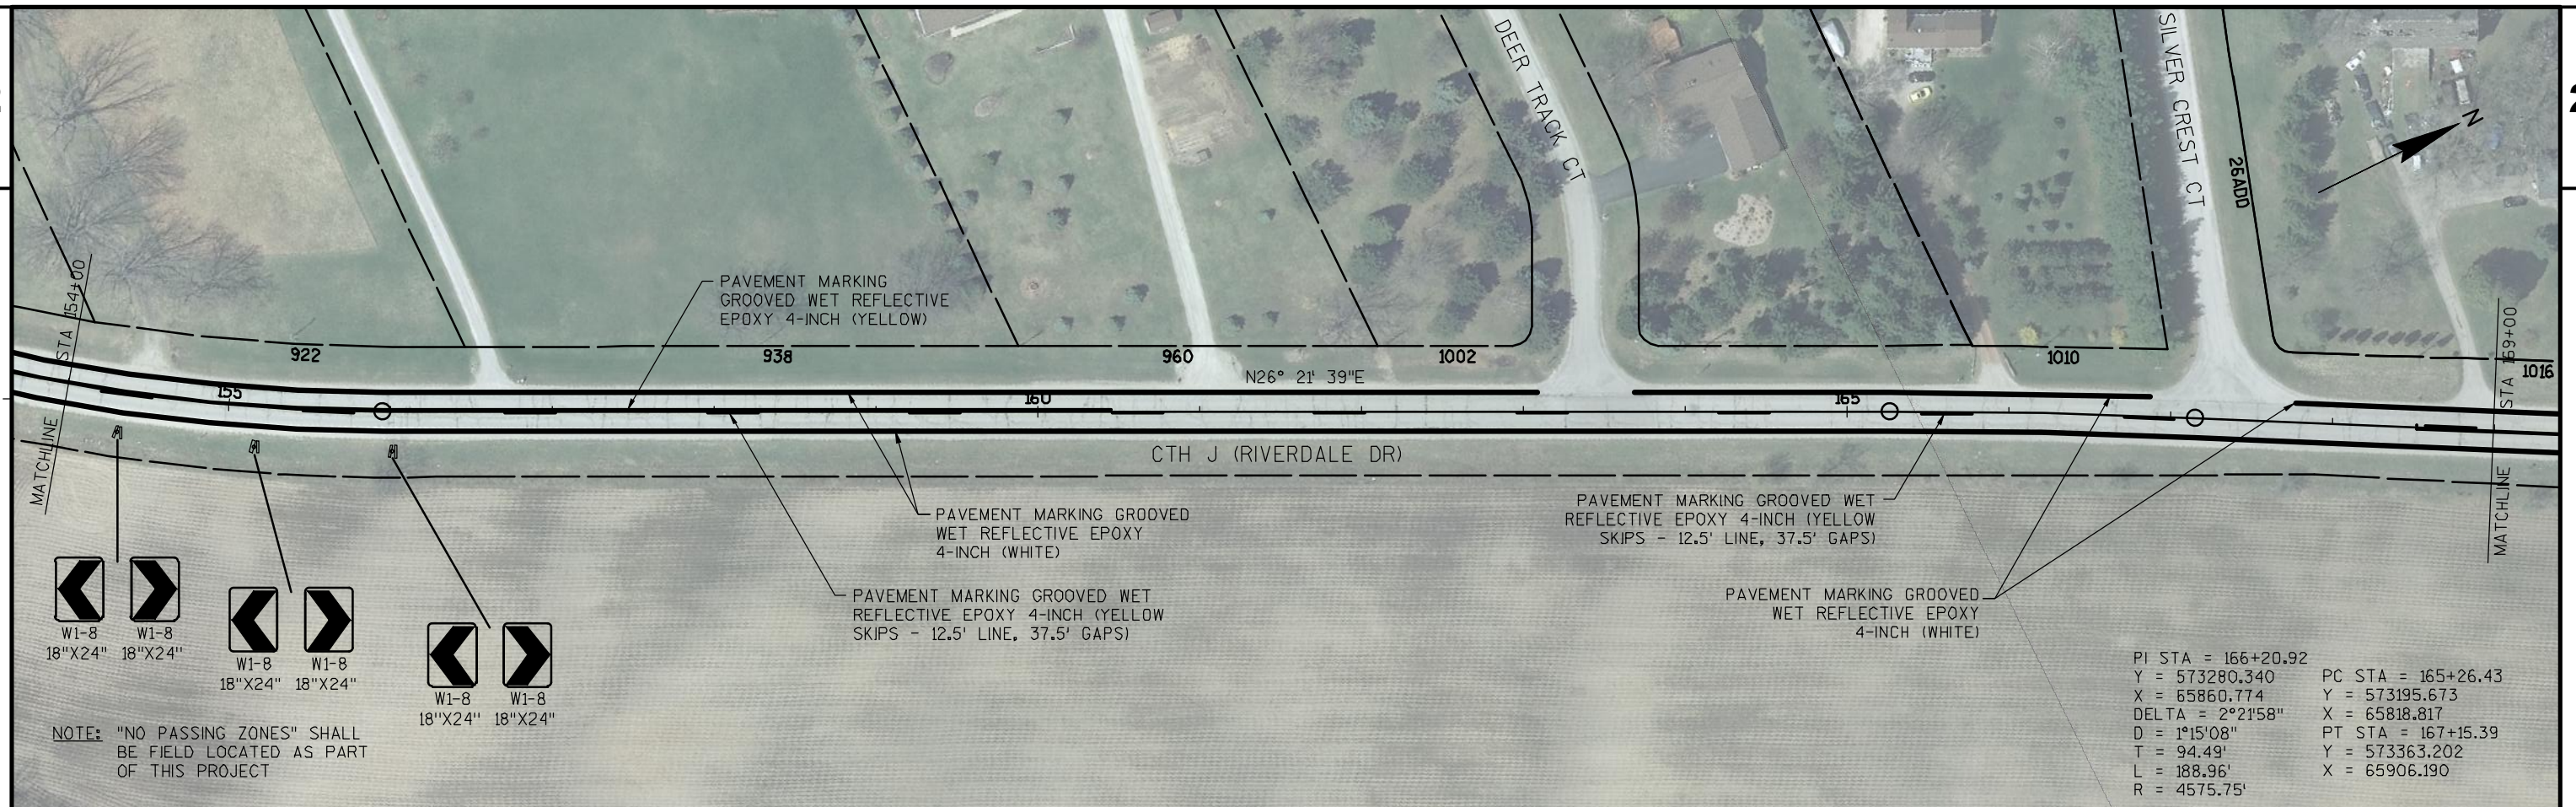 DEER TRACK CT
SILVER CREST CT
26ADD
N
STA 154+00
MATCHLINE
PAVEMENT MARKING
GROOVED WET REFLECTIVE
EPOXY 4-INCH (YELLOW)
922
938
960
1002
1010
1016
STA 169+00
MATCHLINE
N26° 21' 39"E
155
160
165
CTH J (RIVERDALE DR)
PAVEMENT MARKING GROOVED
WET REFLECTIVE EPOXY
4-INCH (WHITE)
PAVEMENT MARKING GROOVED WET
REFLECTIVE EPOXY 4-INCH (YELLOW
SKIPS - 12.5' LINE, 37.5' GAPS)
PAVEMENT MARKING GROOVED WET
REFLECTIVE EPOXY 4-INCH (YELLOW
SKIPS - 12.5' LINE, 37.5' GAPS)
PAVEMENT MARKING GROOVED
WET REFLECTIVE EPOXY
4-INCH (WHITE)
W1-8 W1-8
18"X24" 18"X24"
W1-8 W1-8
18"X24" 18"X24"
W1-8 W1-8
18"X24" 18"X24"
NOTE: "NO PASSING ZONES" SHALL
BE FIELD LOCATED AS PART
OF THIS PROJECT
PI STA = 166+20.92
Y = 573280.340
X = 65860.774
DELTA = 2°21'58"
D = 1°15'08"
T = 94.49'
L = 188.96'
R = 4575.75'
PC STA = 165+26.43
Y = 573195.673
X = 65818.817
PT STA = 167+15.39
Y = 573363.202
X = 65906.190